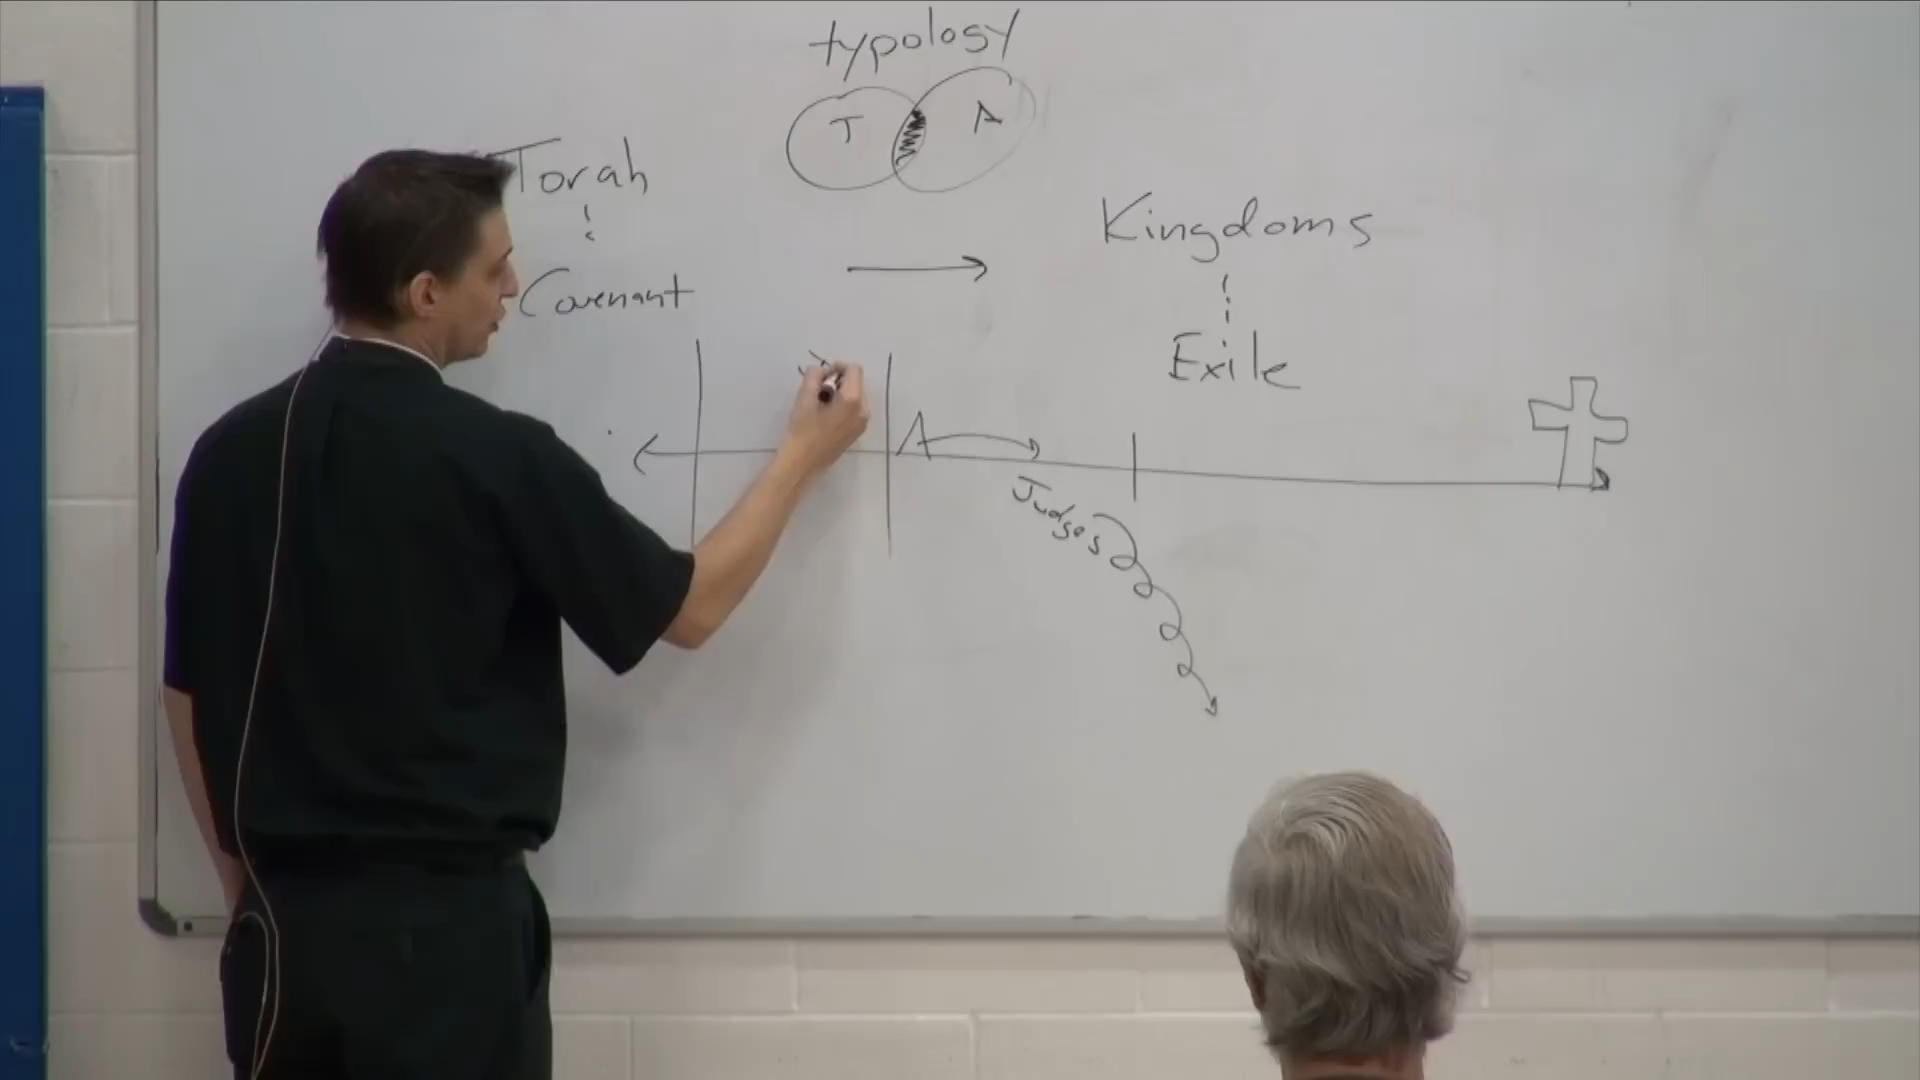 typology
T A
Torah
Covenant
Kingdoms
Exile
A
Judges